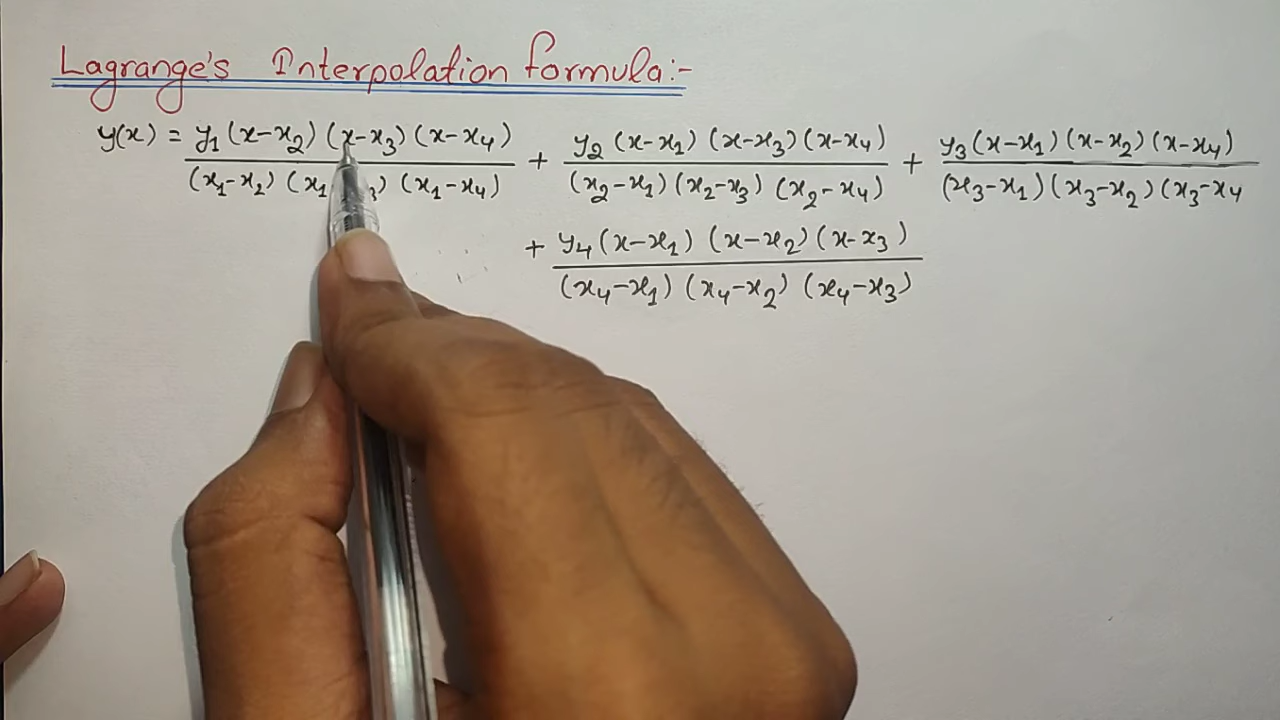 Lagrange's Interpolation formula:-
y(x) = y₁(x-x₂)(x-x₃)(x-x₄) + y₂(x-x₁)(x-x₃)(x-x₄) + y₃(x-x₁)(x-x₂)(x-x₄)
(x₁-x₂)(x₁ ₃)(x₁-x₄) (x₂-x₁)(x₂-x₃)(x₂-x₄) (x₃-x₁)(x₃-x₂)(x₃-x₄
+ y₄(x-x₁)(x-x₂)(x-x₃)
(x₄-x₁)(x₄-x₂)(x₄-x₃)